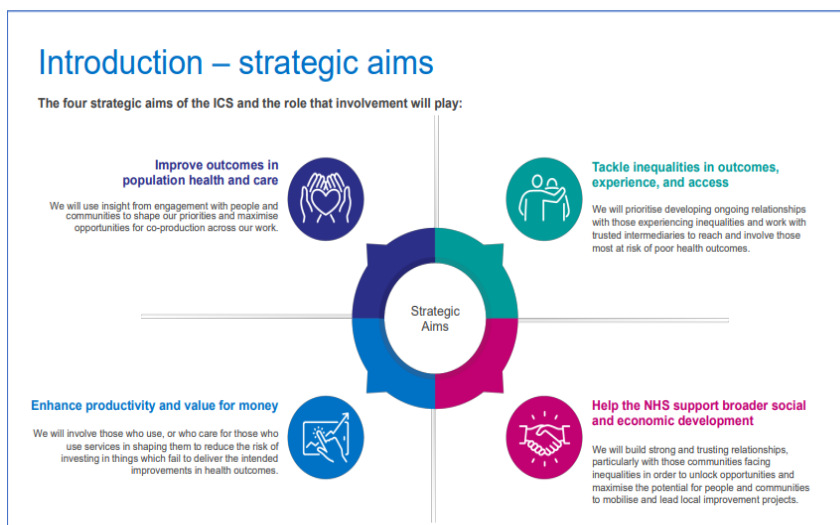 Introduction – strategic aims
The four strategic aims of the ICS and the role that involvement will play:
Improve outcomes in
population health and care
We will use insight from engagement with people and
communities to shape our priorities and maximise
opportunities for co-production across our work.
Tackle inequalities in outcomes,
experience, and access
We will prioritise developing ongoing relationships
with those experiencing inequalities and work with
trusted intermediaries to reach and involve those
most at risk of poor health outcomes.
Strategic
Aims
Enhance productivity and value for money
We will involve those who use, or who care for those who
use services in shaping them to reduce the risk of
investing in things which fail to deliver the intended
improvements in health outcomes.
Help the NHS support broader social
and economic development
We will build strong and trusting relationships,
particularly with those communities facing
inequalities in order to unlock opportunities and
maximise the potential for people and communities
to mobilise and lead local improvement projects.